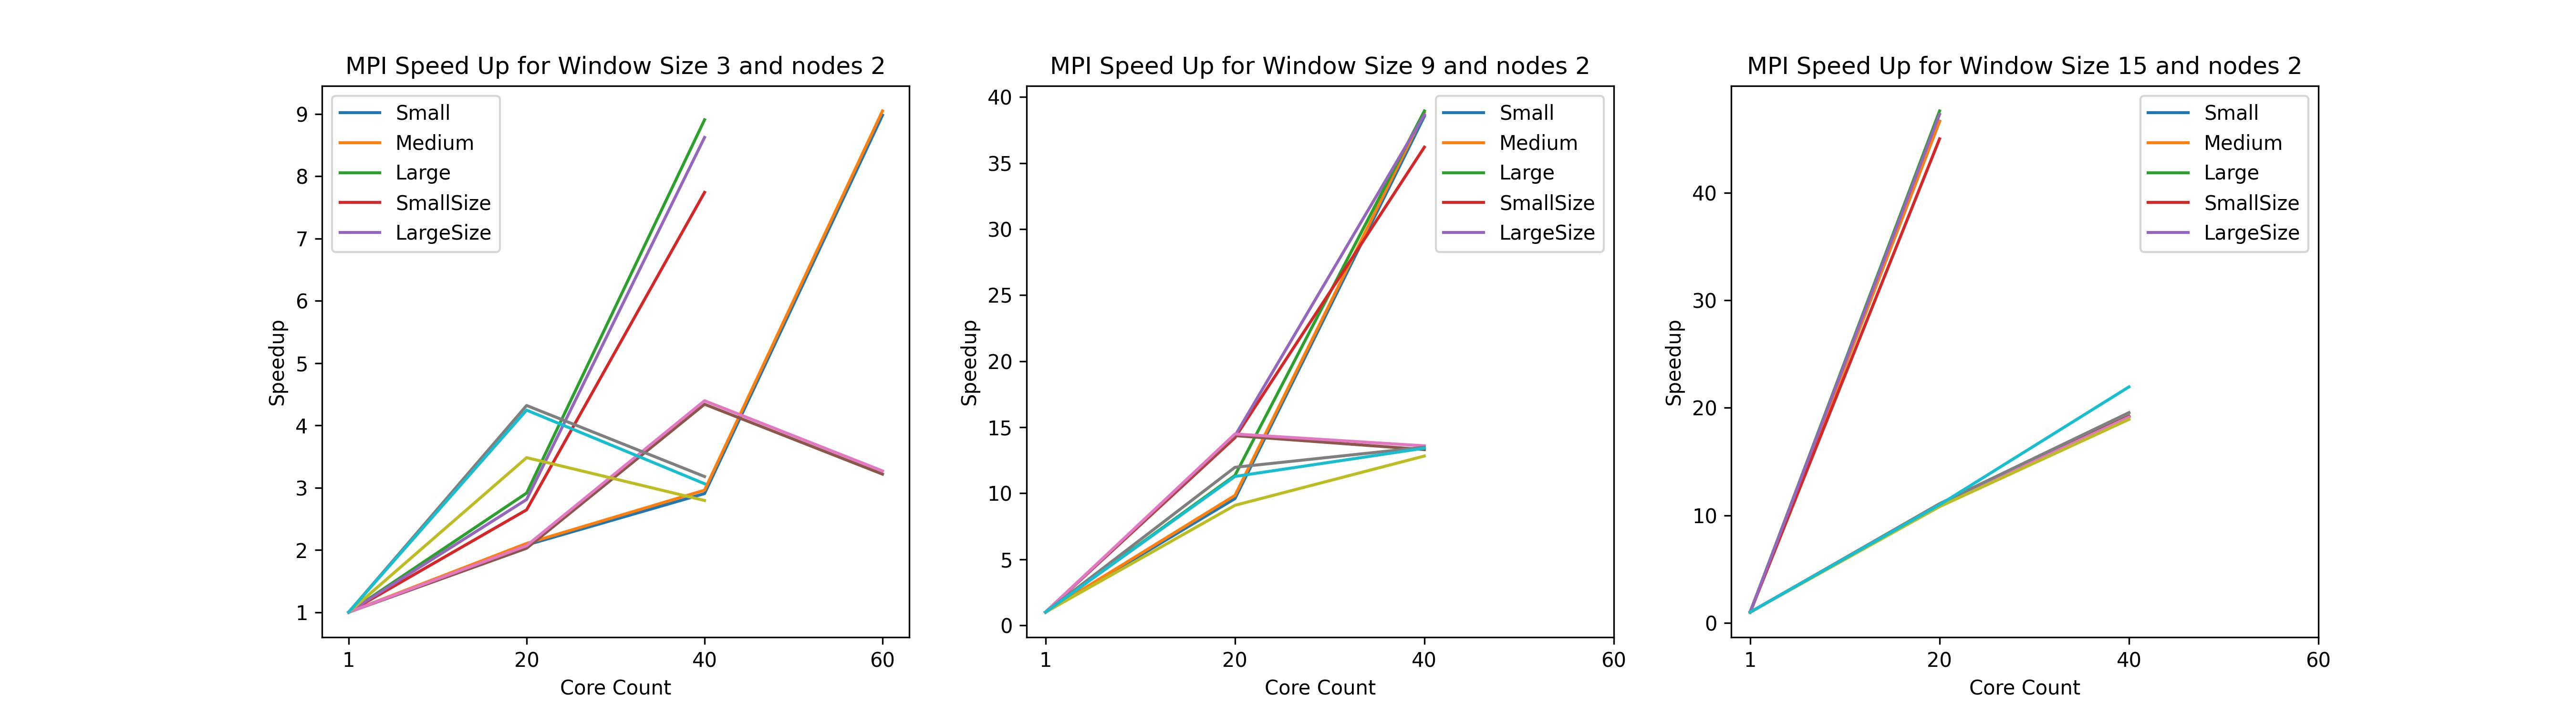 MPI Speed Up for Window Size 3 and nodes 2
Small
Medium
Large
SmallSize
LargeSize
9
8
7
6
5
4
3
2
1
Speedup
1 20 40 60
Core Count
MPI Speed Up for Window Size 9 and nodes 2
Small
Medium
Large
SmallSize
LargeSize
40
35
30
25
20
15
10
5
0
Speedup
1 20 40 60
Core Count
MPI Speed Up for Window Size 15 and nodes 2
Small
Medium
Large
SmallSize
LargeSize
40
30
20
10
0
Speedup
1 20 40 60
Core Count